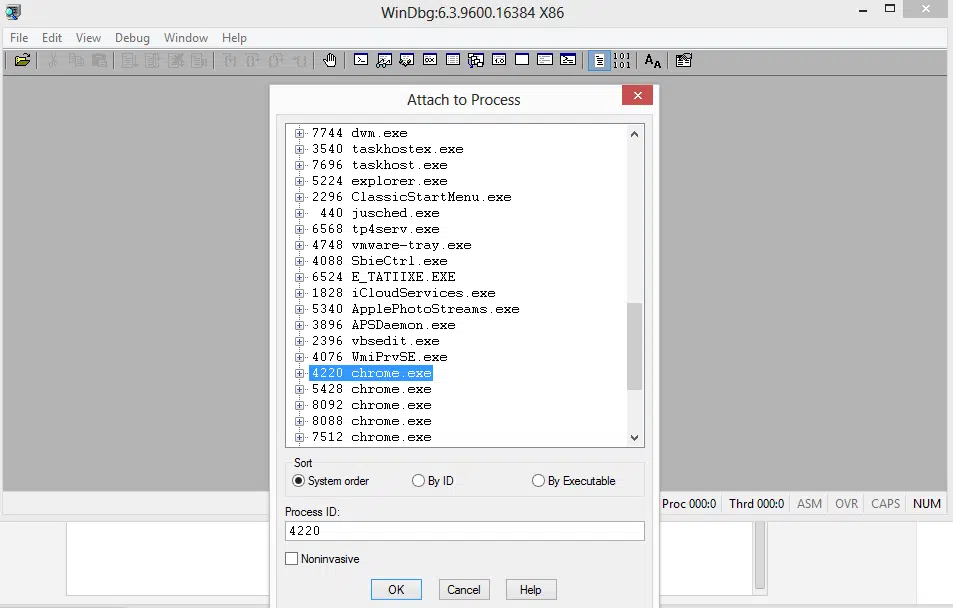 WinDbg:6.3.9600.16384 X86
File Edit View Debug Window Help
101
101
AA
Attach to Process
7744 dwm.exe
3540 taskhostex.exe
7696 taskhost.exe
5224 explorer.exe
2296 ClassicStartMenu.exe
440 jusched.exe
6568 tp4serv.exe
4748 vmware-tray.exe
4088 SbieCtrl.exe
6524 E_TATIIXE.EXE
1828 iCloudServices.exe
5340 ApplePhotoStreams.exe
3896 APSDaemon.exe
2396 vbsedit.exe
4076 WmiPrvSE.exe
4220 chrome.exe
5428 chrome.exe
8092 chrome.exe
8088 chrome.exe
7512 chrome.exe
Sort
System order By ID By Executable
Proc 000:0 Thrd 000:0 ASM OVR CAPS NUM
Process ID:
4220
Noninvasive
OK Cancel Help